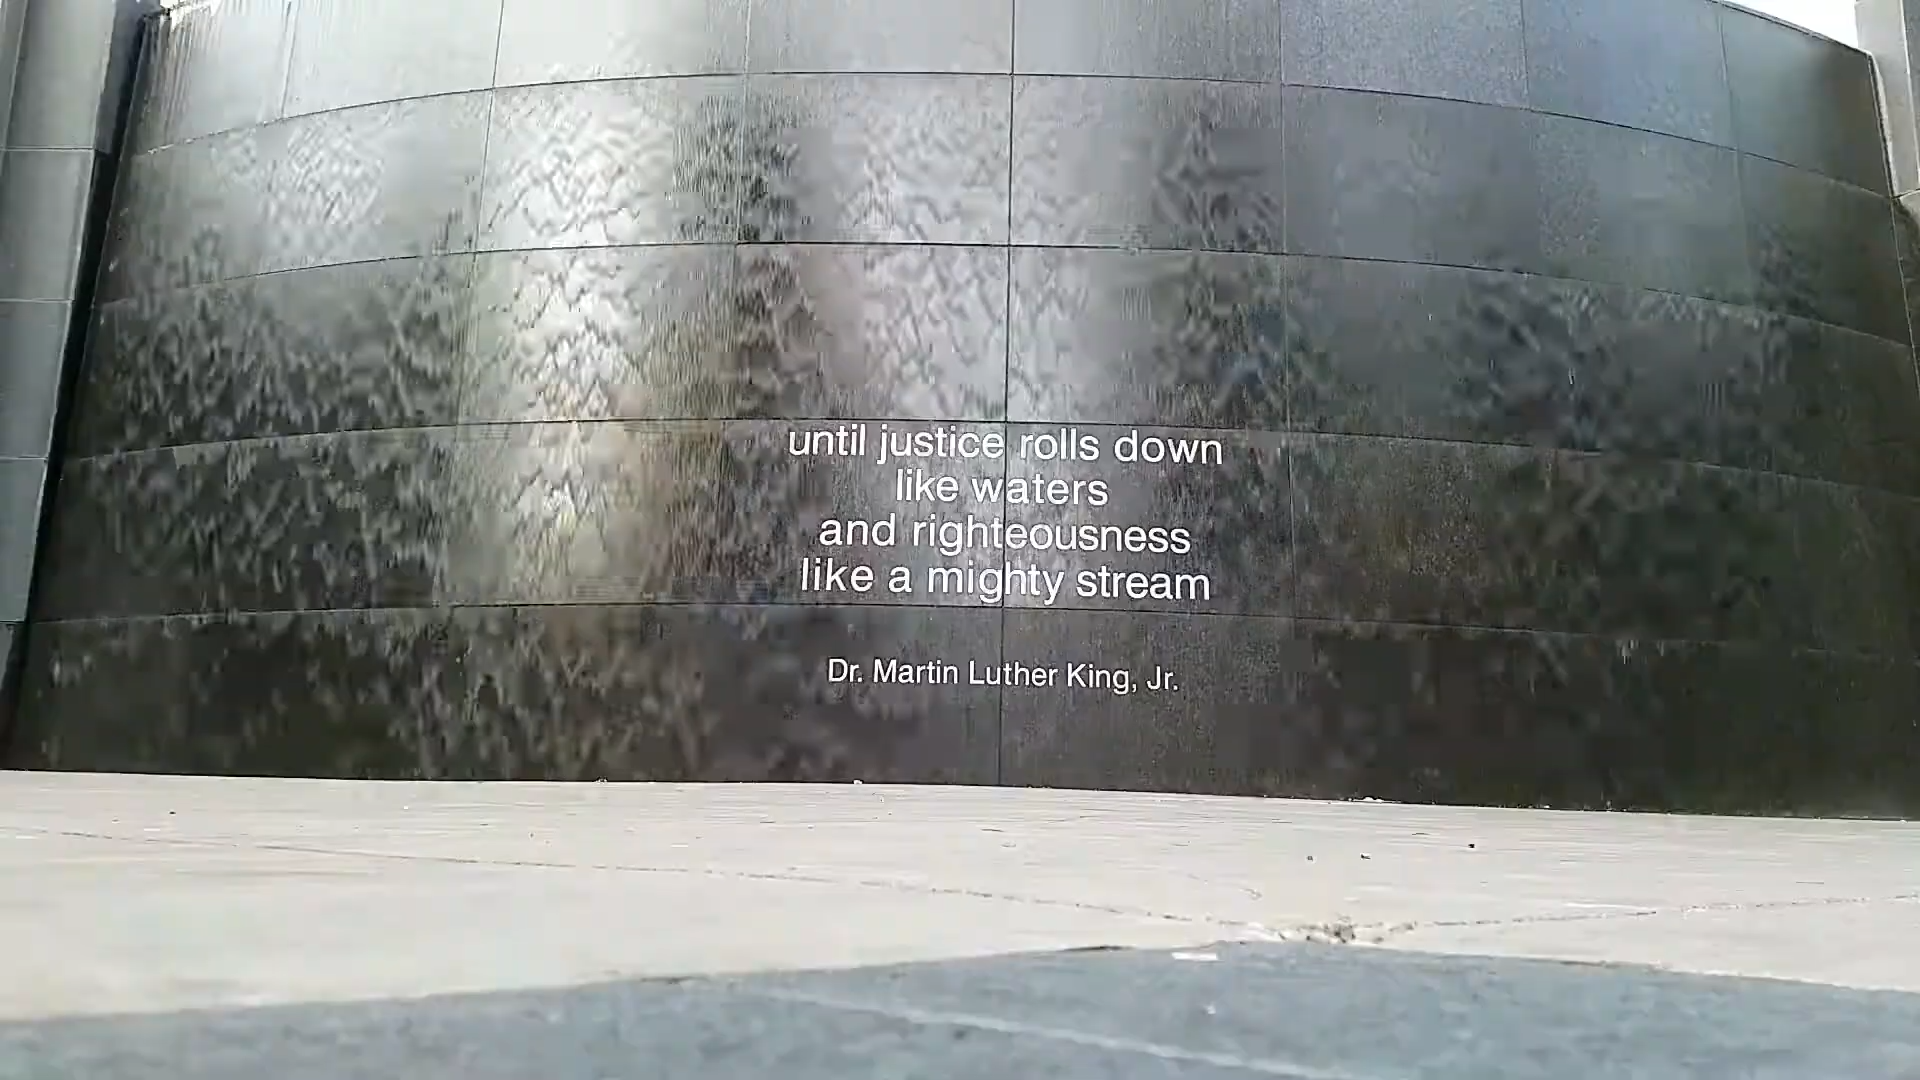 until justice rolls down
like waters
and righteousness
like a mighty stream
Dr. Martin Luther King, Jr.